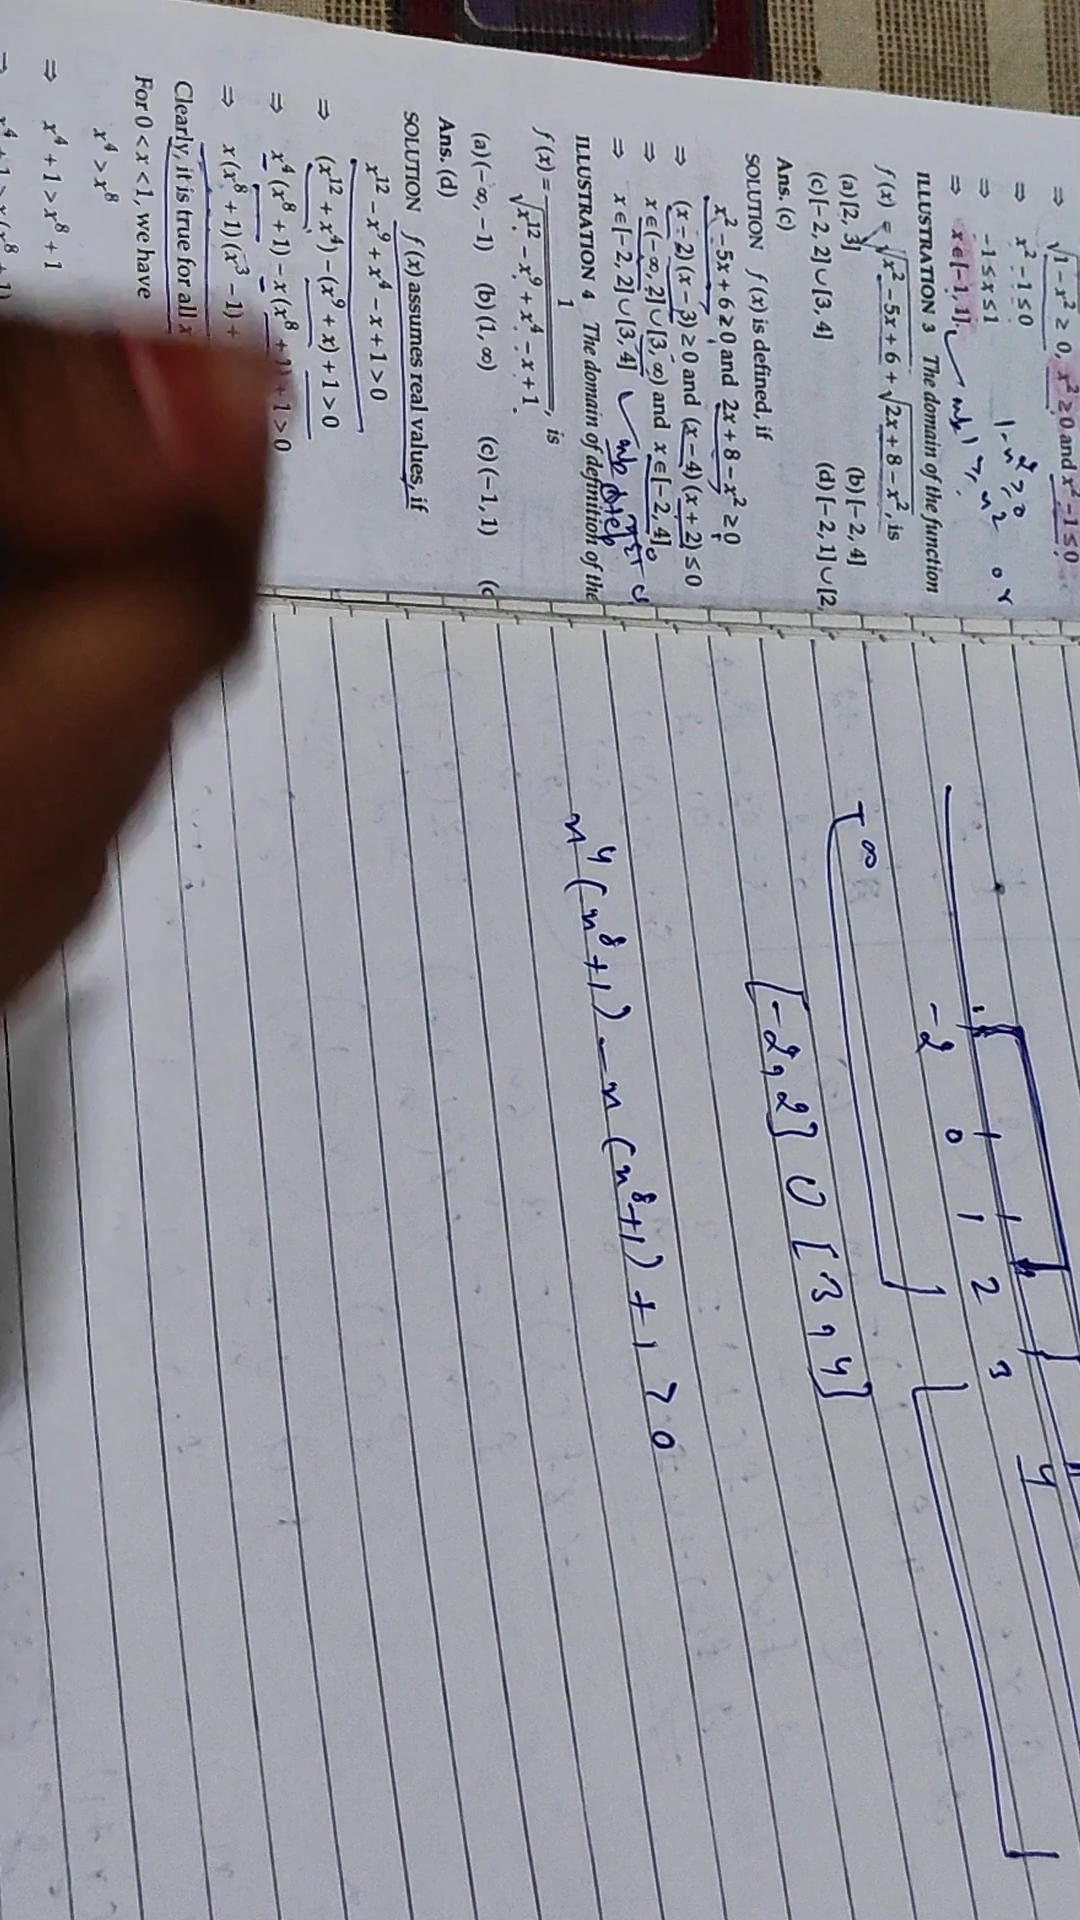 ⇒ √1 − x² ≥ 0, x² ≥ 0 and x² − 1 ≤ 0
⇒ x² − 1 ≤ 0
⇒ −1 ≤ x ≤ 1
⇒ x ∈ [−1, 1].
1 − x² ≥ 0 or
1 ≥ x²
ILLUSTRATION 3 The domain of the function
f(x) = √x² − 5x + 6 + √2x + 8 − x², is
(a) [2, 3] (b) [−2, 4]
(c) [−2, 2] ∪ [3, 4] (d) [−2, 1] ∪ [2,
Ans. (c)
SOLUTION f(x) is defined, if
x² − 5x + 6 ≥ 0 and 2x + 8 − x² ≥ 0
⇒ (x − 2)(x − 3) ≥ 0 and (x − 4)(x + 2) ≤ 0
⇒ x ∈ (−∞, 2] ∪ [3, ∞) and x ∈ [−2, 4]
⇒ x ∈ [−2, 2] ∪ [3, 4]
step
ILLUSTRATION 4 The domain of definition of the
f(x) = 1 / √x¹² − x⁹ + x⁴ − x + 1, is
(a) (−∞, −1) (b) (1, ∞) (c) (−1, 1) (
Ans. (d)
SOLUTION f(x) assumes real values, if
x¹² − x⁹ + x⁴ − x + 1 > 0
⇒ (x¹² + x⁴) − (x⁹ + x) + 1 > 0
⇒ x⁴(x⁸ + 1) − x(x⁸ + 1) + 1 > 0
⇒ x(x⁸ + 1)(x³ − 1) +
Clearly, it is true for all x
For 0 < x < 1, we have
x⁴ > x⁸
⇒ x⁴ + 1 > x⁸ + 1
−2 0 1 2 3 4
−∞
[−2, 2] ∪ [3, 4]
x⁴(x⁸+1) − x(x⁸+1) + 1 > 0